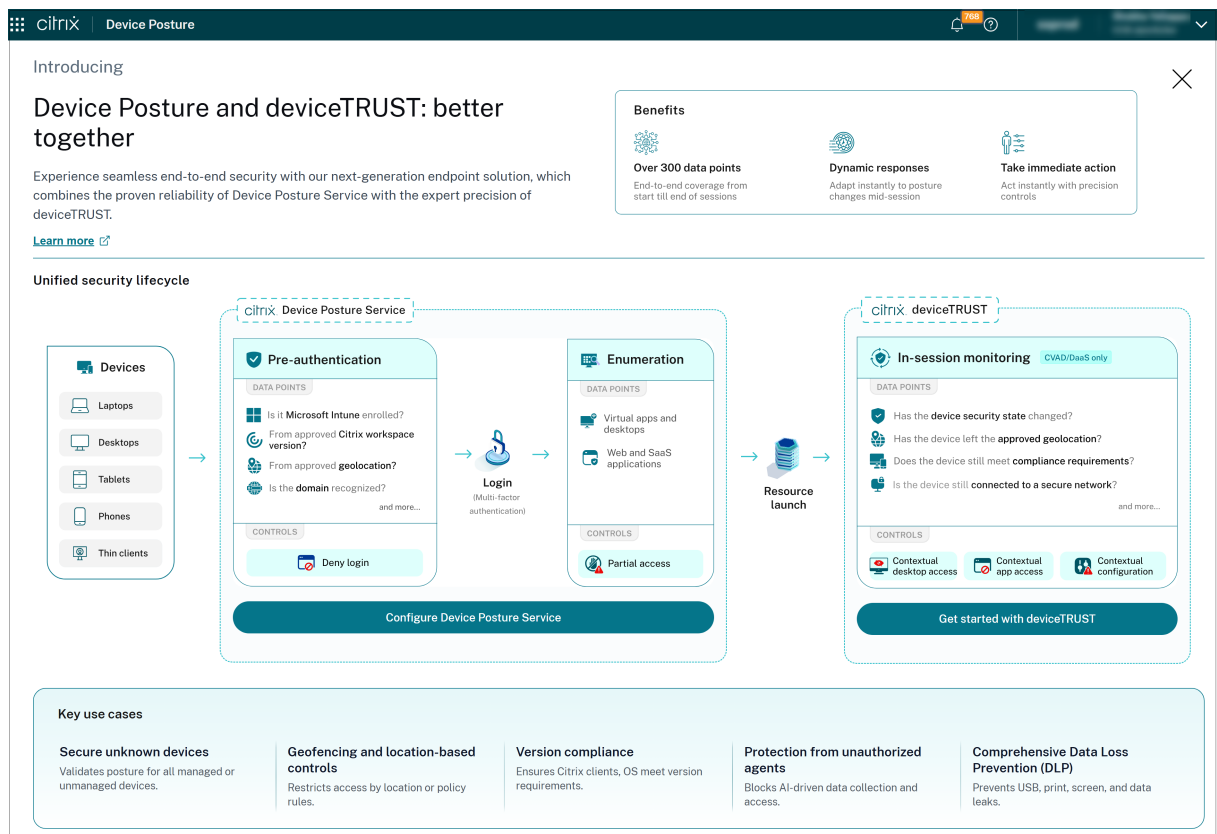 citrix
Device Posture
768
Introducing
Device Posture and deviceTRUST: better
together
Experience seamless end-to-end security with our next-generation endpoint solution, which
combines the proven reliability of Device Posture Service with the expert precision of
deviceTRUST.
Learn more
Benefits
Over 300 data points
End-to-end coverage from
start till end of sessions
Dynamic responses
Adapt instantly to posture
changes mid-session
Take immediate action
Act instantly with precision
controls
Unified security lifecycle
Devices
Laptops
Desktops
Tablets
Phones
Thin clients
citrix Device Posture Service
Pre-authentication
DATA POINTS
Is it Microsoft Intune enrolled?
From approved Citrix workspace
version?
From approved geolocation?
Is the domain recognized?
and more...
CONTROLS
Deny login
Login
(Multi-factor
authentication)
Enumeration
DATA POINTS
Virtual apps and
desktops
Web and SaaS
applications
CONTROLS
Partial access
Configure Device Posture Service
Resource
launch
citrix deviceTRUST
In-session monitoring
CVAD/DaaS only
DATA POINTS
Has the device security state changed?
Has the device left the approved geolocation?
Does the device still meet compliance requirements?
Is the device still connected to a secure network?
and more...
CONTROLS
Contextual
desktop access
Contextual
app access
Contextual
configuration
Get started with deviceTRUST
Key use cases
Secure unknown devices
Validates posture for all managed or
unmanaged devices.
Geofencing and location-based
controls
Restricts access by location or policy
rules.
Version compliance
Ensures Citrix clients, OS meet version
requirements.
Protection from unauthorized
agents
Blocks AI-driven data collection and
access.
Comprehensive Data Loss
Prevention (DLP)
Prevents USB, print, screen, and data
leaks.